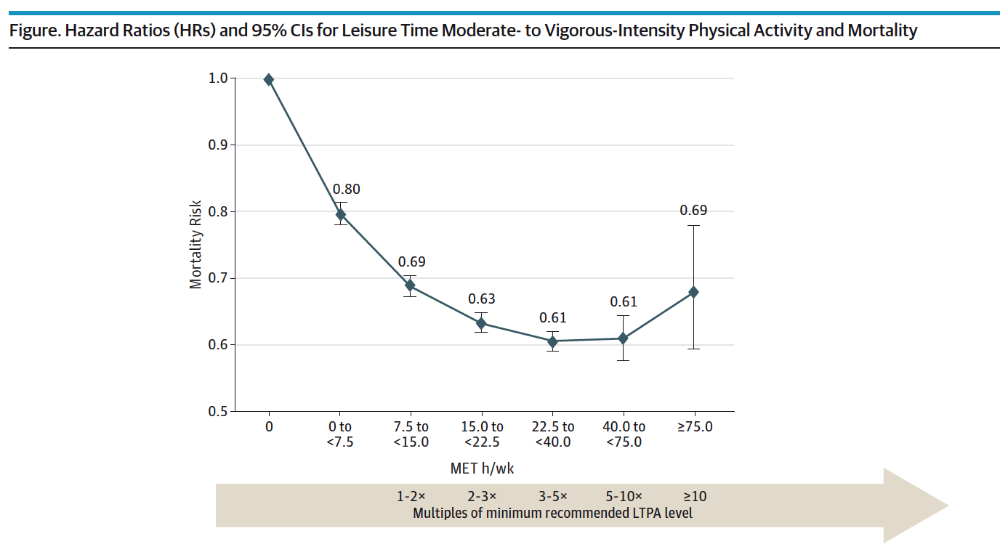 Figure. Hazard Ratios (HRs) and 95% CIs for Leisure Time Moderate- to Vigorous-Intensity Physical Activity and Mortality
1.0
0.9
0.8
0.7
0.6
0.5
Mortality Risk
0.80
0.69
0.63
0.61
0.61
0.69
0
0 to
<7.5
7.5 to
<15.0
15.0 to
<22.5
22.5 to
<40.0
40.0 to
<75.0
≥75.0
MET h/wk
1-2× 2-3× 3-5× 5-10× ≥10
Multiples of minimum recommended LTPA level